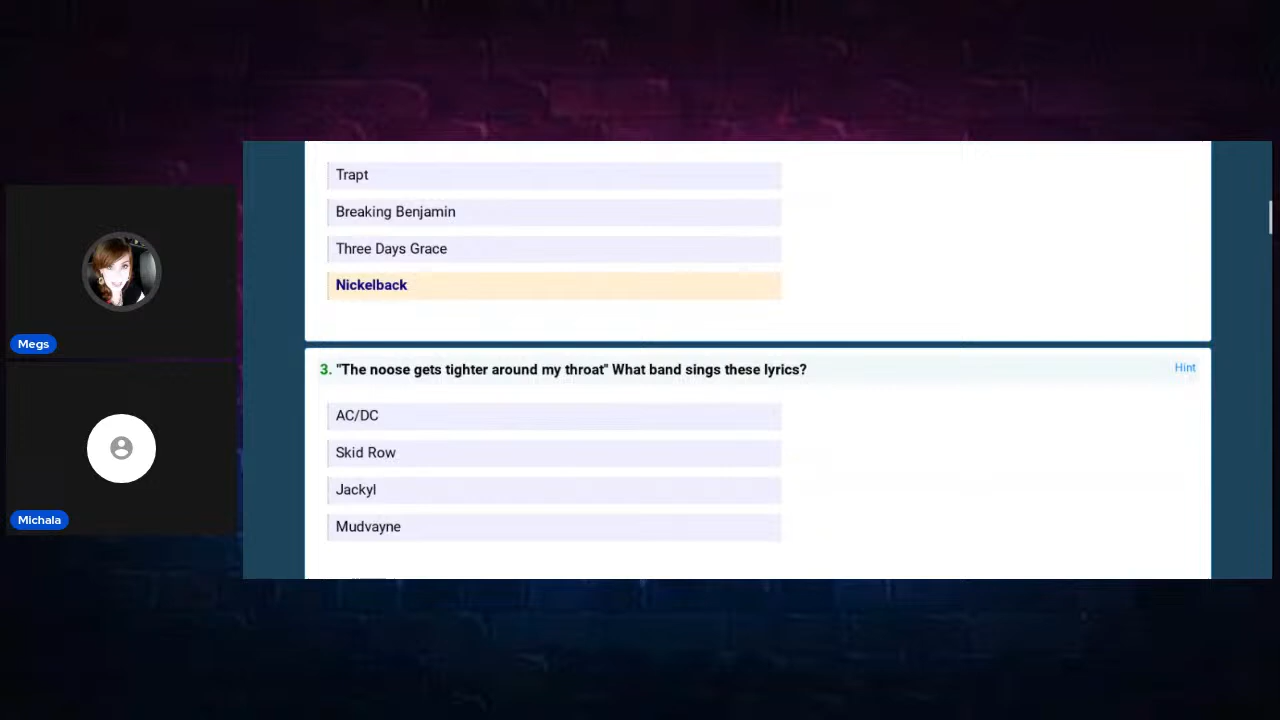 Trapt
Breaking Benjamin
Three Days Grace
Nickelback
3. "The noose gets tighter around my throat" What band sings these lyrics?
Hint
AC/DC
Skid Row
Jackyl
Mudvayne
Megs
Michala